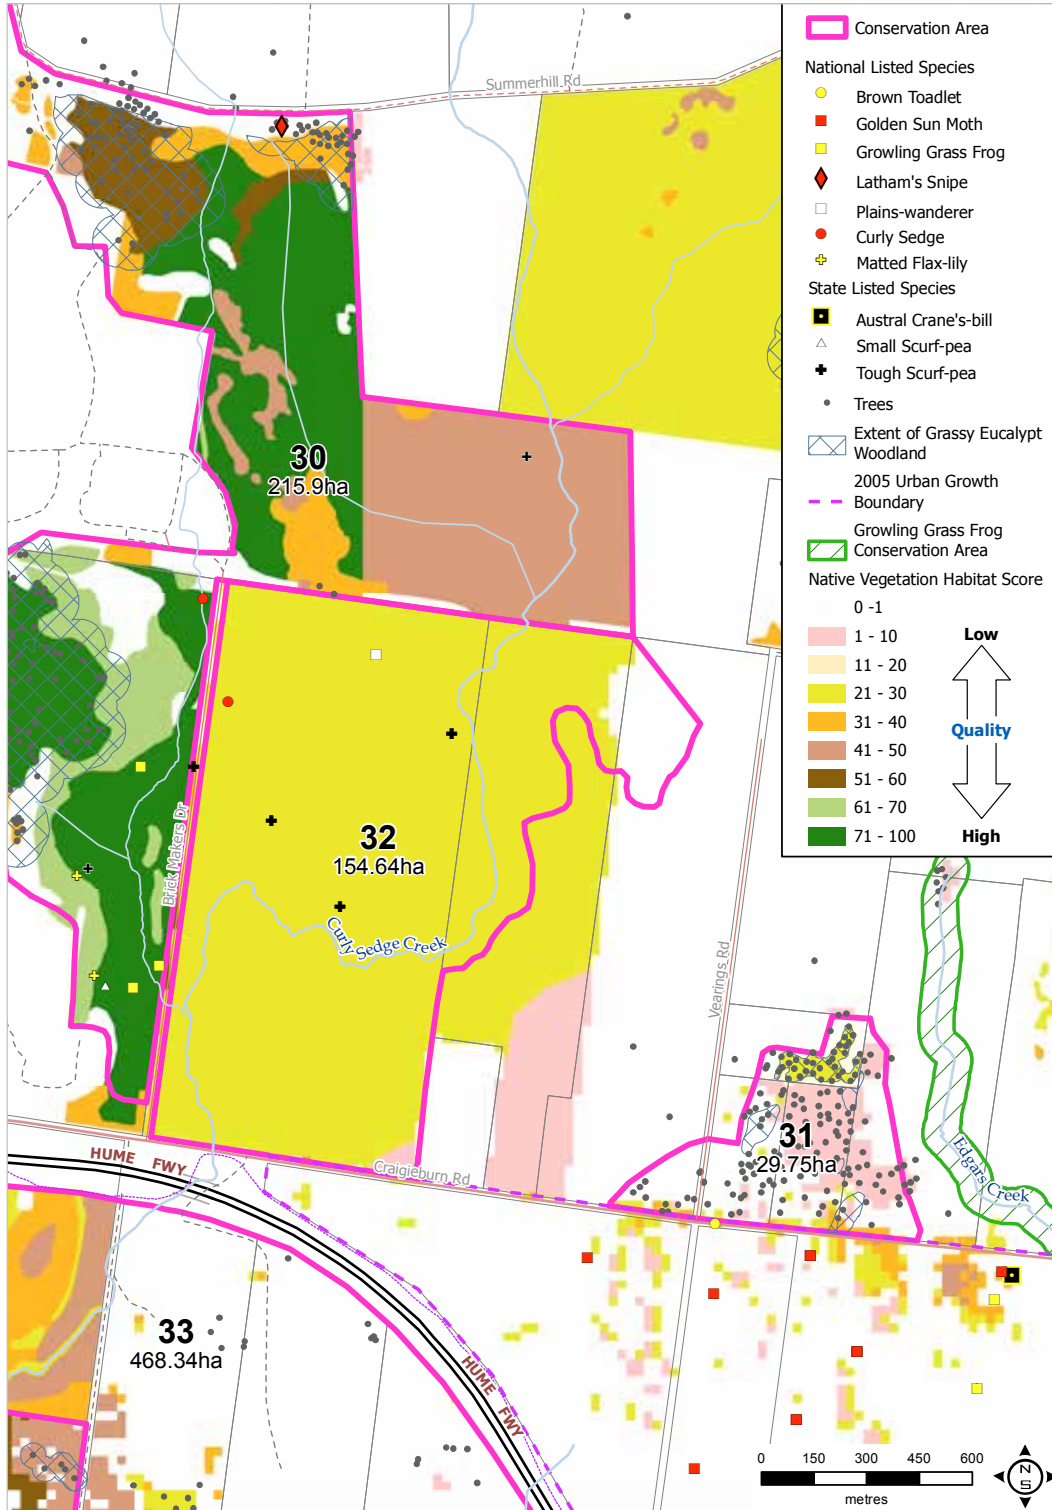 Conservation Area
National Listed Species
Brown Toadlet
Golden Sun Moth
Growling Grass Frog
Latham's Snipe
Plains-wanderer
Curly Sedge
Matted Flax-lily
State Listed Species
Austral Crane's-bill
Small Scurf-pea
Tough Scurf-pea
Trees
Extent of Grassy Eucalypt
Woodland
2005 Urban Growth
Boundary
Growling Grass Frog
Conservation Area
Native Vegetation Habitat Score
0 -1
1 - 10
11 - 20
21 - 30
31 - 40
41 - 50
51 - 60
61 - 70
71 - 100
Low
Quality
High
Summerhill Rd
30
215.9ha
Brick Makers Dr
32
154.64ha
Curly Sedge Creek
Vearings Rd
31
29.75ha
Edgars Creek
Craigieburn Rd
HUME FWY
33
468.34ha
HUME FWY
0 150 300 450 600
metres
N
S